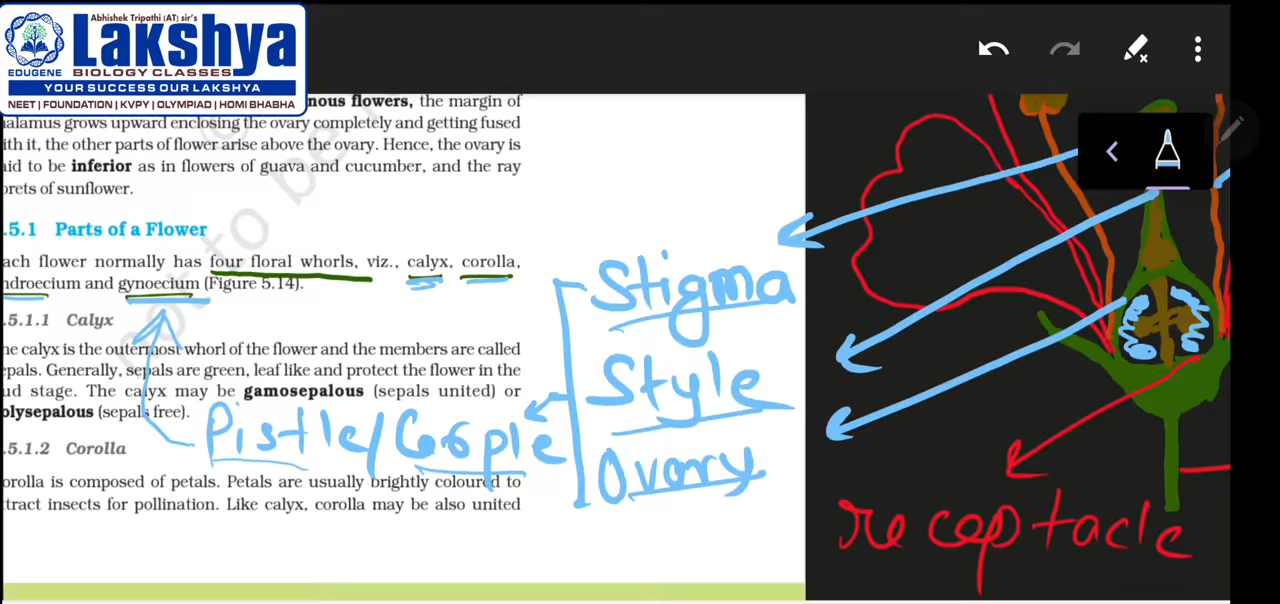 Abhishek Tripathi (AT) sir's
Lakshya
EDUGENE
BIOLOGY CLASSES
YOUR SUCCESS OUR LAKSHYA
NEET | FOUNDATION | KVPY | OLYMPIAD | HOMI BHABHA
nous flowers, the margin of
halamus grows upward enclosing the ovary completely and getting fused
ith it, the other parts of flower arise above the ovary. Hence, the ovary is
aid to be inferior as in flowers of guava and cucumber, and the ray
orets of sunflower.
.5.1 Parts of a Flower
ach flower normally has four floral whorls, viz., calyx, corolla,
ndroecium and gynoecium (Figure 5.14).
.5.1.1 Calyx
he calyx is the outermost whorl of the flower and the members are called
epals. Generally, sepals are green, leaf like and protect the flower in the
ud stage. The calyx may be gamosepalous (sepals united) or
olysepalous (sepals free).
.5.1.2 Corolla
orolla is composed of petals. Petals are usually brightly coloured to
ttract insects for pollination. Like calyx, corolla may be also united
not to be
Stigma
Style
Pistle/Carple
Ovary
receptacle